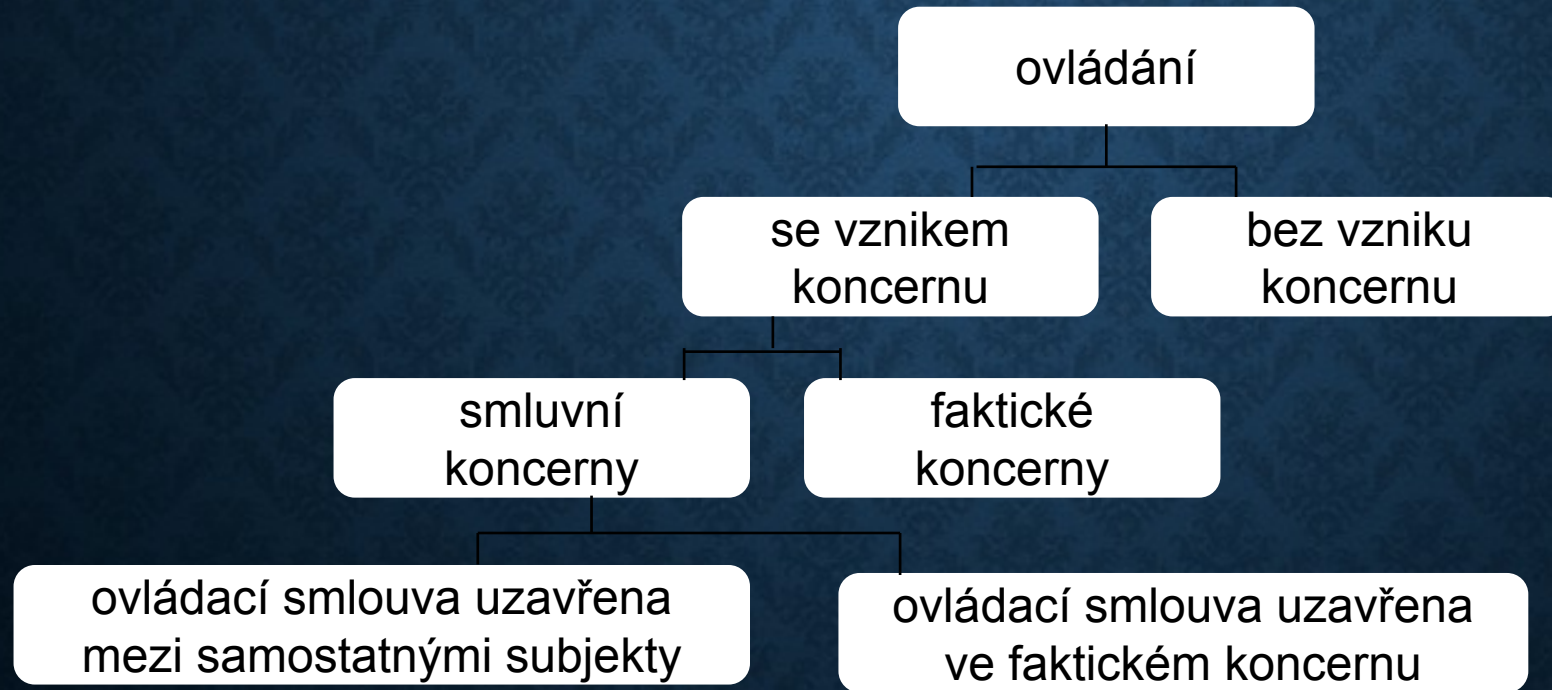 ovládání
se vznikem
koncernu
bez vzniku
koncernu
smluvní
koncerny
faktické
koncerny
ovládací smlouva uzavřena
mezi samostatnými subjekty
ovládací smlouva uzavřena
ve faktickém koncernu